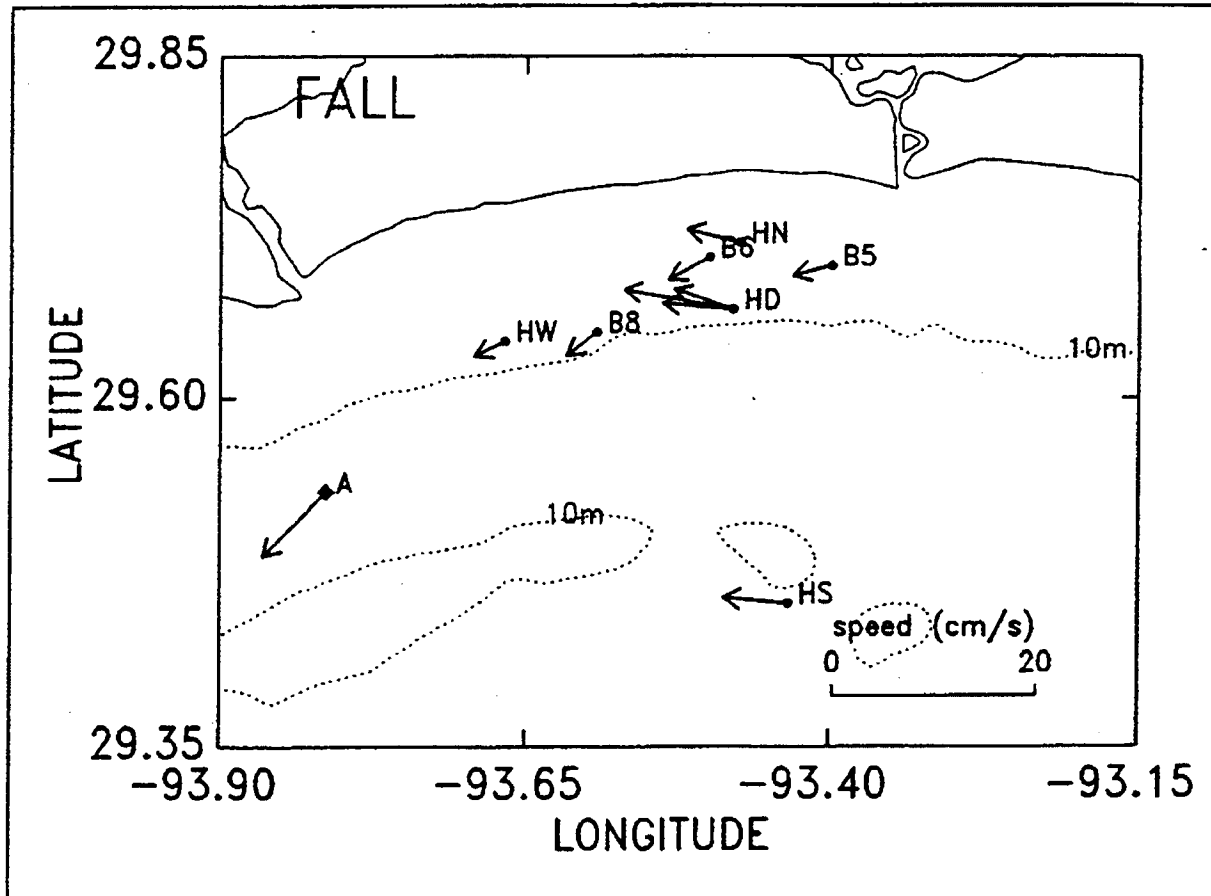 29.85
FALL
HN
B6
B5
HD
HW
B8
10m
29.60
LATITUDE
A
10m
HS
speed (cm/s)
0 20
29.35
-93.90 -93.65 -93.40 -93.15
LONGITUDE